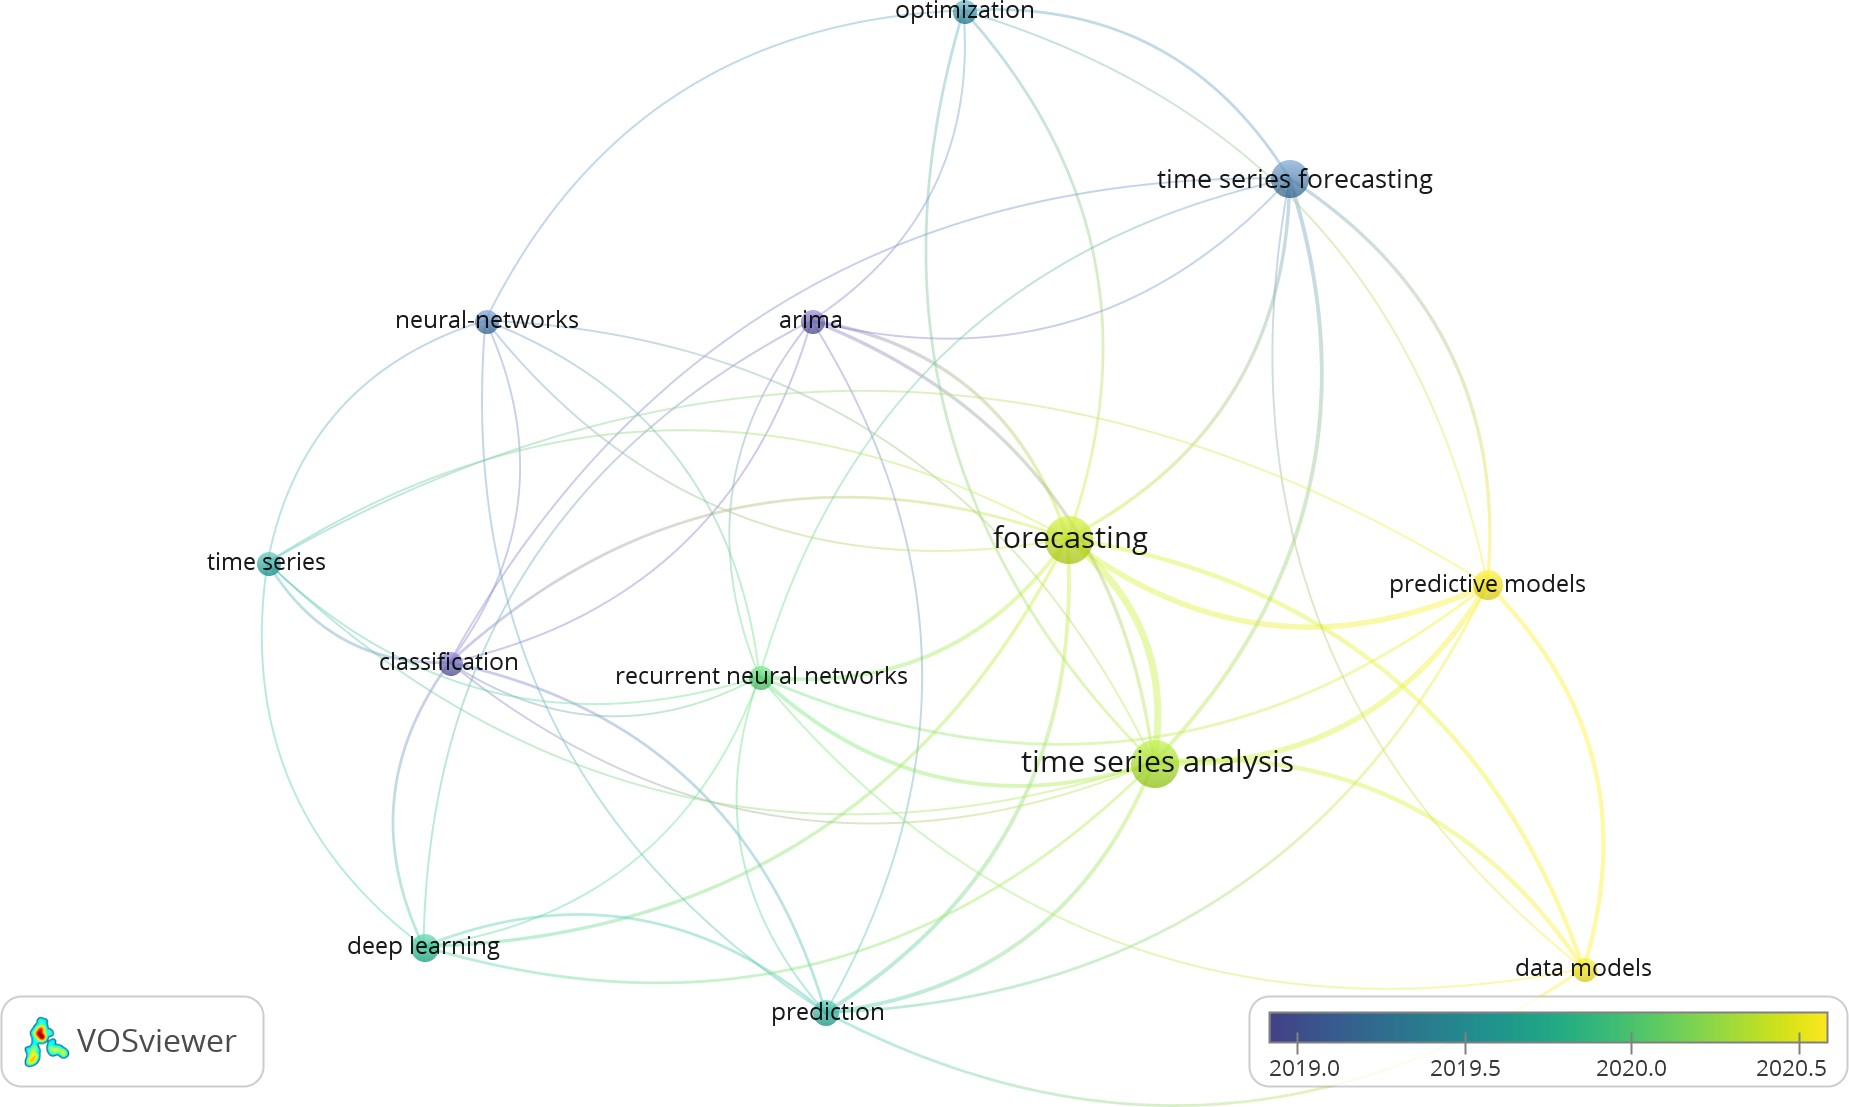 optimization
time series forecasting
neural-networks
arima
forecasting
time series
predictive models
classification
recurrent neural networks
time series analysis
deep learning
data models
prediction
VOSviewer
2019.0
2019.5
2020.0
2020.5